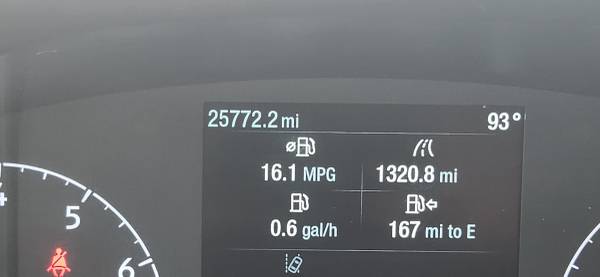 25772.2 mi 93°
16.1 MPG 1320.8 mi
5
0.6 gal/h 167 mi to E
6